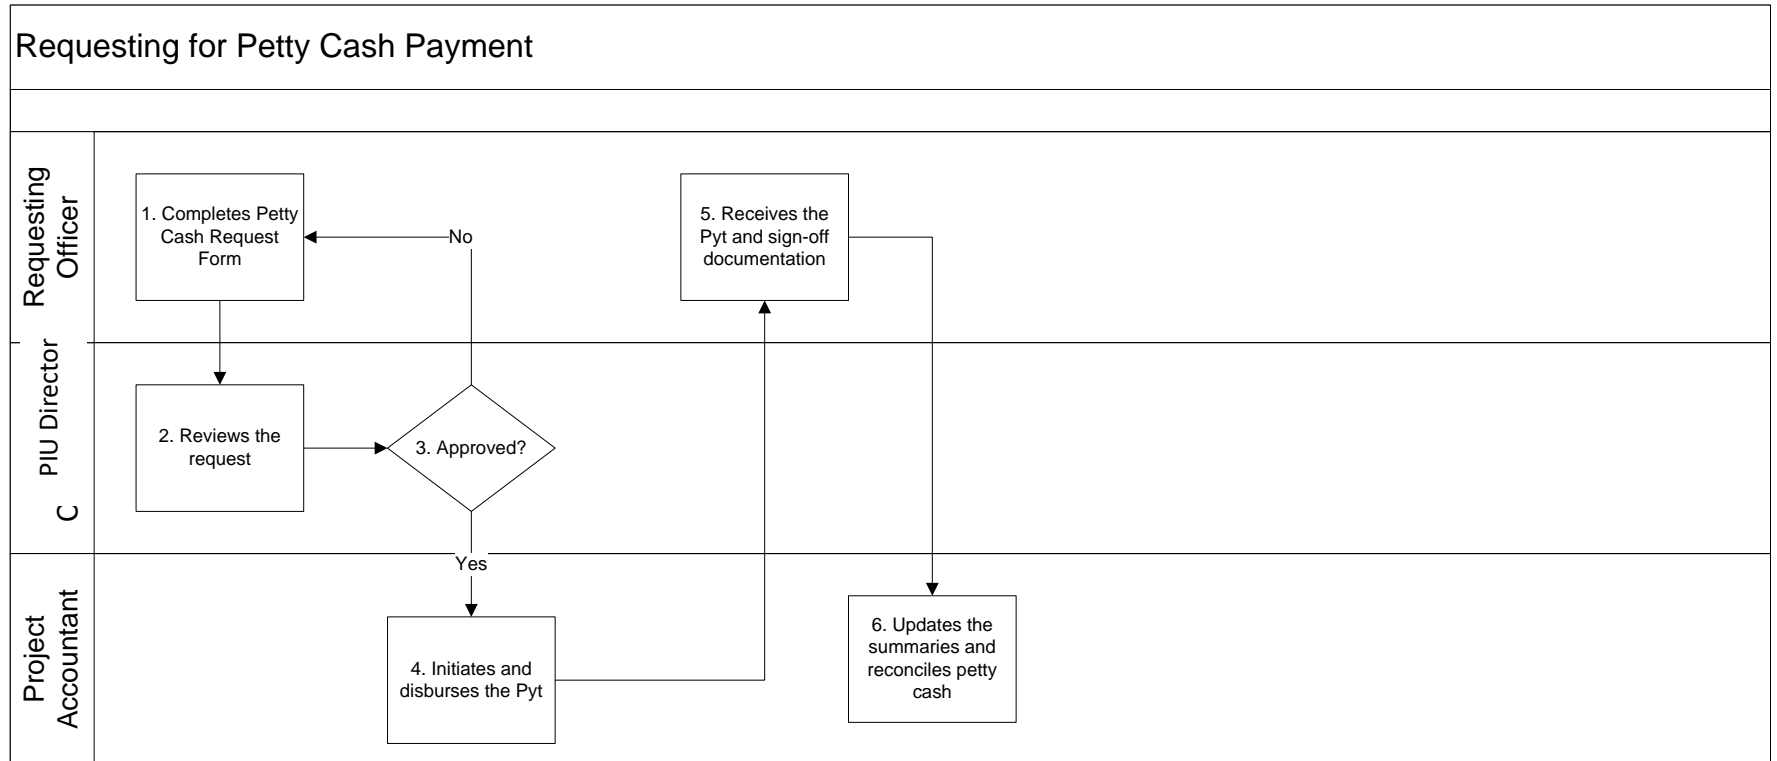 Requesting for Petty Cash Payment
Requesting
Officer
1. Completes Petty
Cash Request
Form
No
5. Receives the
Pyt and sign-off
documentation
PIU Director
C
2. Reviews the
request
3. Approved?
Yes
Project
Accountant
4. Initiates and
disburses the Pyt
6. Updates the
summaries and
reconciles petty
cash